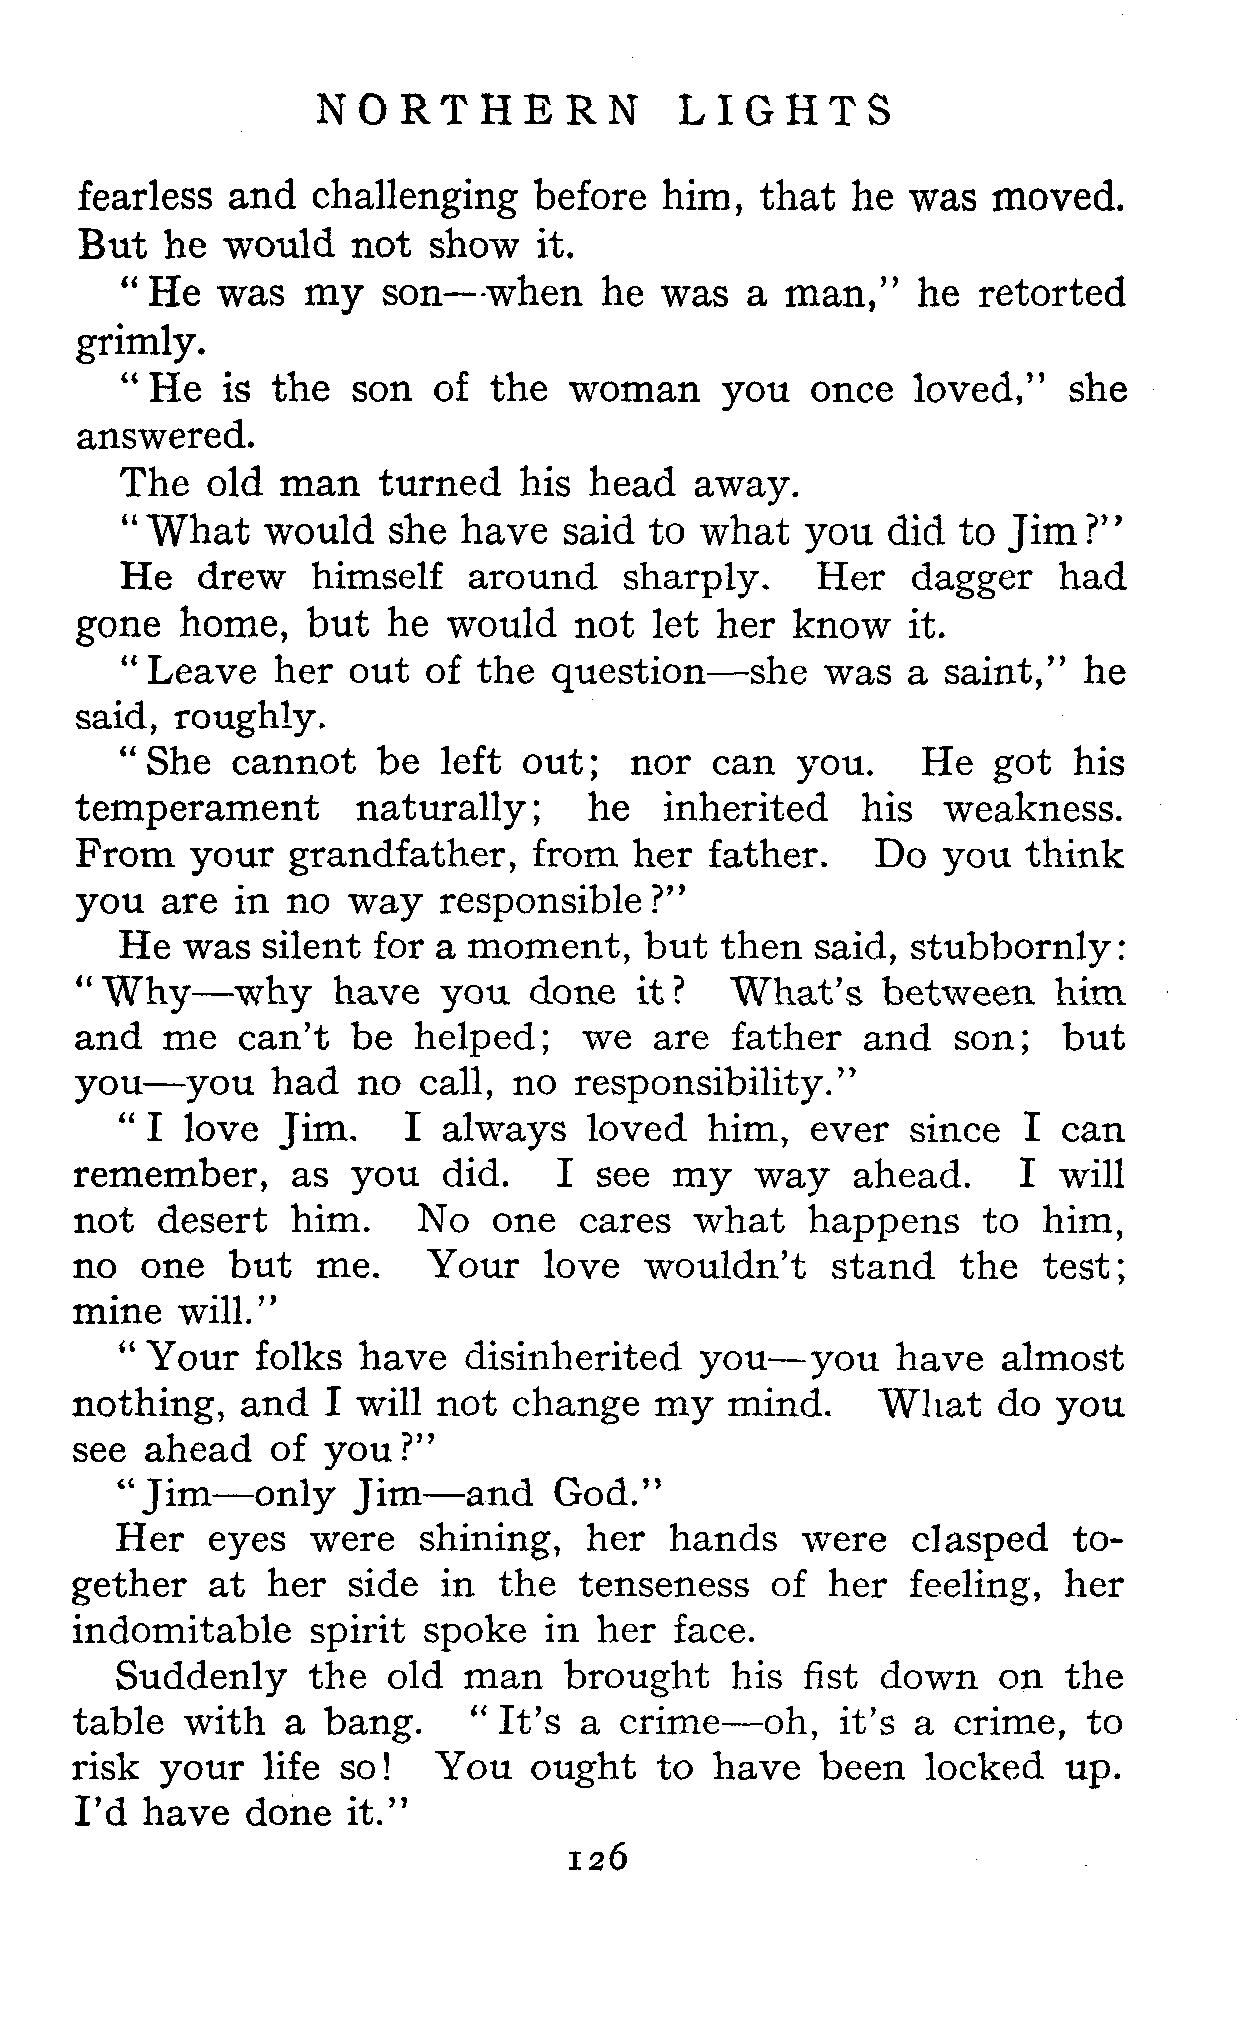 NORTHERN LIGHTS
fearless and challenging before him, that he was moved.
But he would not show it.
"He was my son—when he was a man," he retorted
grimly.
"He is the son of the woman you once loved," she
answered.
The old man turned his head away.
"What would she have said to what you did to Jim?"
He drew himself around sharply. Her dagger had
gone home, but he would not let her know it.
"Leave her out of the question—she was a saint," he
said, roughly.
"She cannot be left out; nor can you. He got his
temperament naturally; he inherited his weakness.
From your grandfather, from her father. Do you think
you are in no way responsible?"
He was silent for a moment, but then said, stubbornly:
"Why—why have you done it? What's between him
and me can't be helped; we are father and son; but
you—you had no call, no responsibility."
"I love Jim. I always loved him, ever since I can
remember, as you did. I see my way ahead. I will
not desert him. No one cares what happens to him,
no one but me. Your love wouldn't stand the test;
mine will."
"Your folks have disinherited you—you have almost
nothing, and I will not change my mind. What do you
see ahead of you?"
"Jim—only Jim—and God."
Her eyes were shining, her hands were clasped to-
gether at her side in the tenseness of her feeling, her
indomitable spirit spoke in her face.
Suddenly the old man brought his fist down on the
table with a bang. "It's a crime—oh, it's a crime, to
risk your life so! You ought to have been locked up.
I'd have done it."
126